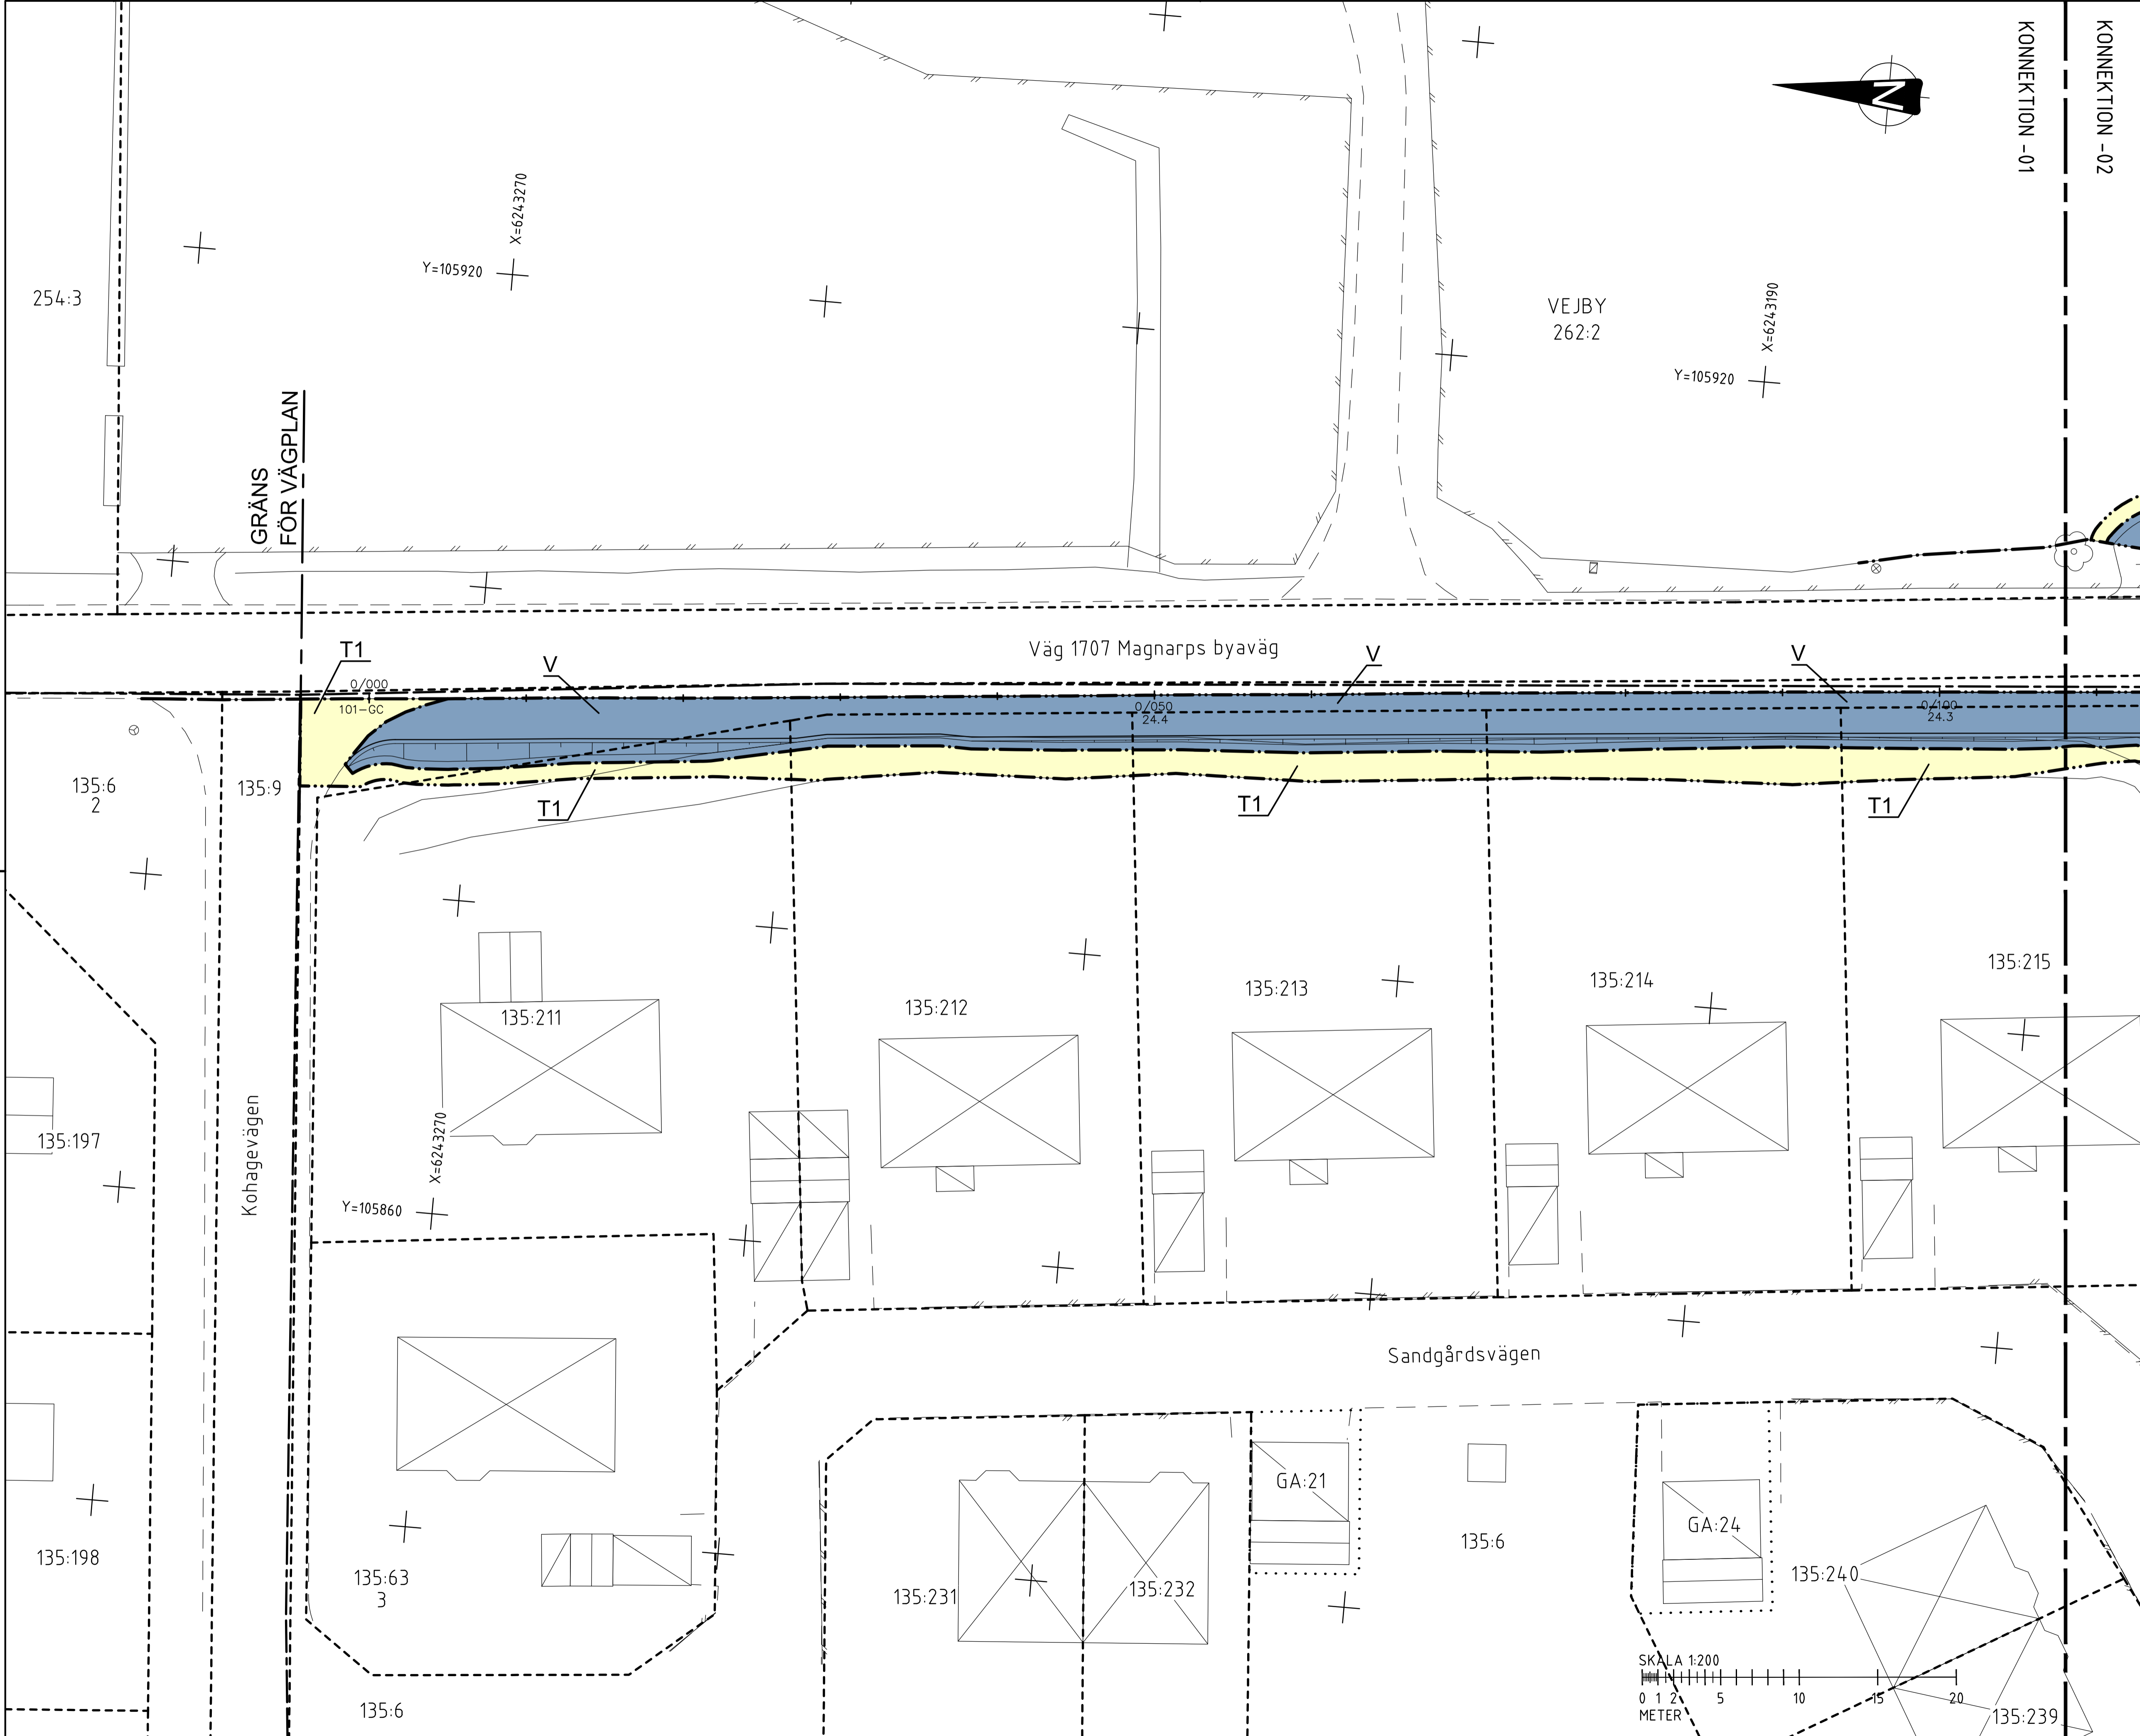 KONNEKTION -01
KONNEKTION -02
N
X=6243270
Y=105920
254:3
VEJBY
262:2
X=6243190
Y=105920
GRÄNS
FÖR VÄGPLAN
Väg 1707 Magnarps byaväg
T1
V
V
V
0/000
101-GC
0/050
24.4
0/100
24.3
135:6
2
135:9
T1
T1
T1
135:211
135:212
135:213
135:214
135:215
135:197
Kohagevägen
X=6243270
Y=105860
Sandgårdsvägen
GA:21
GA:24
135:6
135:198
135:63
3
135:231
135:232
135:240
135:6
SKALA 1:200
0 1 2 5 10 15 20
METER
135:239